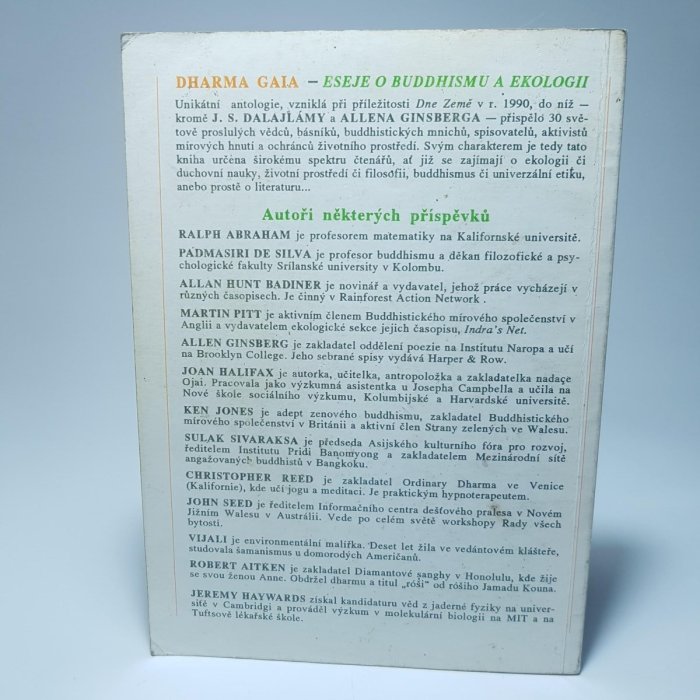 DHARMA GAIA – ESEJE O BUDDHISMU A EKOLOGII
Unikátní antologie, vzniklá při příležitosti Dne Země v r. 1990, do níž –
kromě J. S. DALAJLÁMY a ALLENA GINSBERGA – přispělo 30 svě-
tově proslulých vědců, básníků, buddhistických mnichů, spisovatelů, aktivistů
mírových hnutí a ochránců životního prostředí. Svým charakterem je tedy tato
kniha určena širokému spektru čtenářů, ať již se zajímají o ekologii či
duchovní nauky, životní prostředí či filosofii, buddhismus či univerzální etiku,
anebo prostě o literaturu...
Autoři některých příspěvků
RALPH ABRAHAM je profesorem matematiky na Kalifornské universitě.
PADMASIRI DE SILVA je profesor buddhismu a děkan filozofické a psy-
chologické fakulty Srílanské university v Kolombu.
ALLAN HUNT BADINER je novinář a vydavatel, jehož práce vycházejí v
různých časopisech. Je činný v Rainforest Action Network .
MARTIN PITT je aktivním členem Buddhistického mírového společenství v
Anglii a vydavatelem ekologické sekce jejich časopisu, Indra's Net.
ALLEN GINSBERG je zakladatel oddělení poezie na Institutu Naropa a učí
na Brooklyn College. Jeho sebrané spisy vydává Harper & Row.
JOAN HALIFAX je autorka, učitelka, antropoložka a zakladatelka nadace
Ojai. Pracovala jako výzkumná asistentka u Josepha Campbella a učila na
Nové škole sociálního výzkumu, Kolumbijské a Harvardské universitě.
KEN JONES je adept zenového buddhismu, zakladatel Buddhistického
mírového společenství v Británii a aktivní člen Strany zelených ve Walesu.
SULAK SIVARAKSA je předseda Asijského kulturního fóra pro rozvoj,
ředitelem Institutu Pridi Banomyong a zakladatelem Mezinárodní sítě
angažovaných buddhistů v Bangkoku.
CHRISTOPHER REED je zakladatel Ordinary Dharma ve Venice
(Kalifornie), kde učí jogu a meditaci. Je praktickým hypnoterapeutem.
JOHN SEED je ředitelem Informačního centra dešťového pralesa v Novém
Jižním Walesu v Austrálii. Vede po celém světě workshopy Rady všech
bytostí.
VIJALI je environmentální malířka. Deset let žila ve vedántovém klášteře,
studovala šamanismus u domorodých Američanů.
ROBERT AITKEN je zakladatel Diamantové sanghy v Honolulu, kde žije
se svou ženou Anne. Obdržel dharmu a titul „róši" od róšiho Jamadu Kouna.
JEREMY HAYWARDS získal kandidaturu věd z jaderné fyziky na univer-
sitě v Cambridgi a prováděl výzkum v molekulární biologii na MIT a na
Tuftsově lékařské škole.